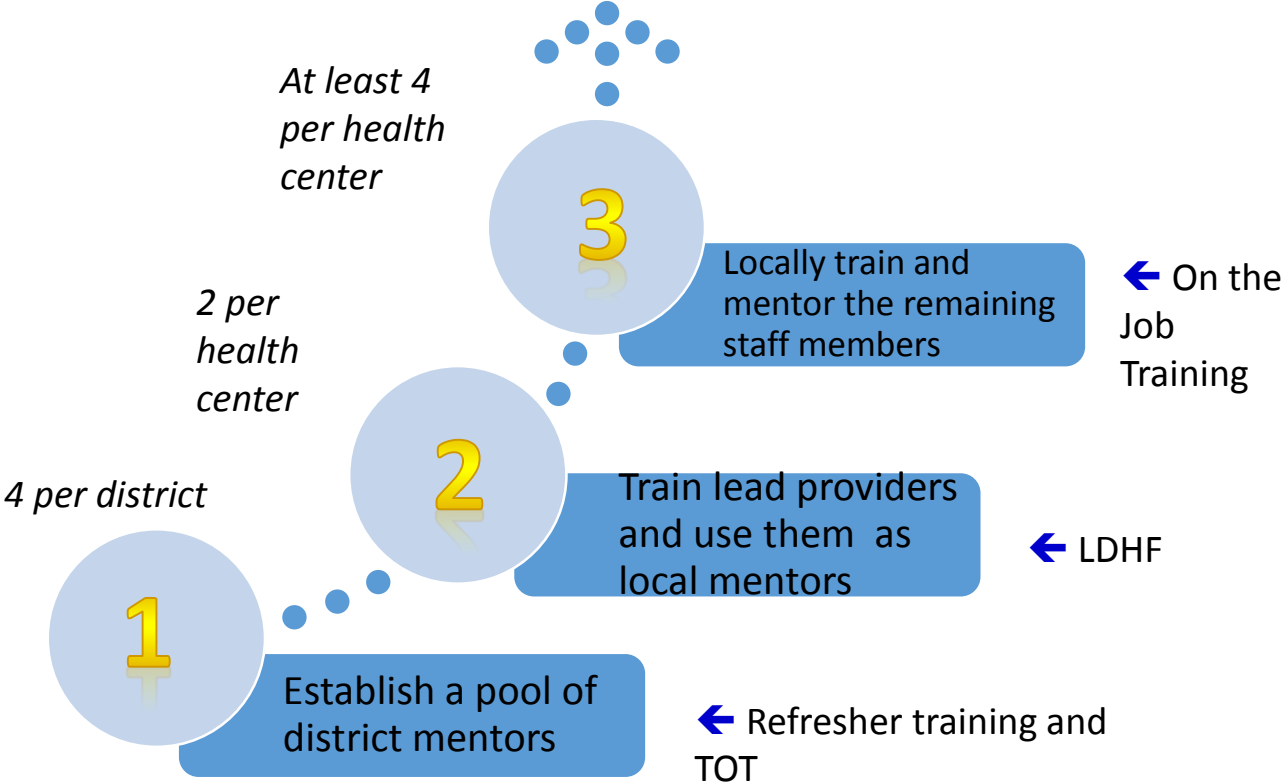 At least 4
per health
center
3
Locally train and
mentor the remaining
staff members
🡸 On the
Job
Training
2 per
health
center
2
Train lead providers
and use them  as
local mentors
🡸 LDHF
4 per district
1
Establish a pool of
district mentors
🡸 Refresher training and
TOT